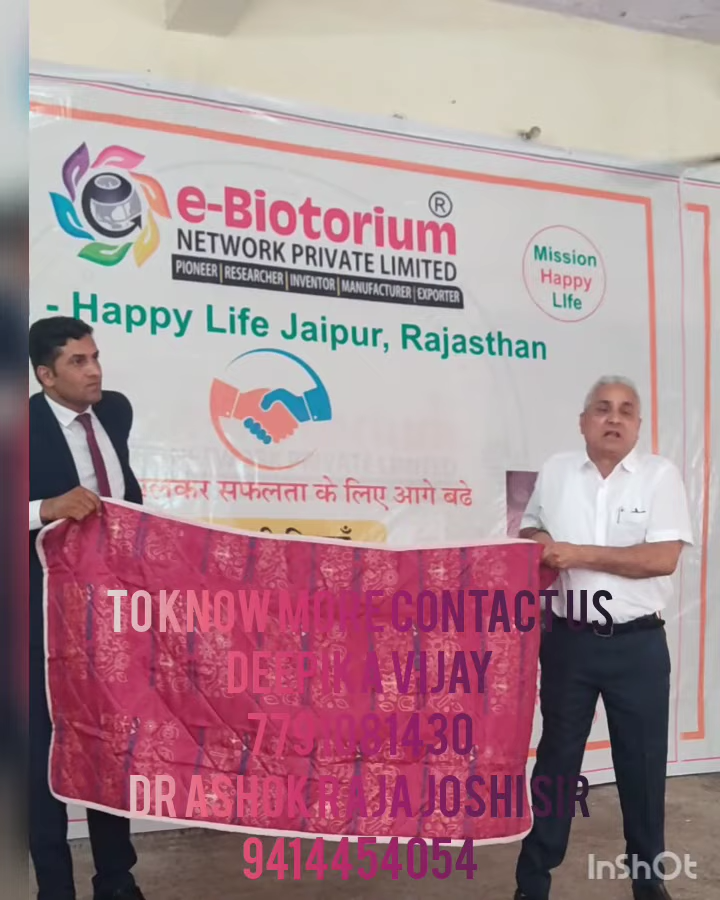 e-Biotorium ®
NETWORK PRIVATE LIMITED
PIONEER | RESEARCHER | INVENTOR | MANUFACTURER | EXPORTER
Mission
Happy
LIfe
- Happy Life Jaipur, Rajasthan
सफलता के लिए आगे बढे
TO KNOW MORE CONTACT US
DEEPIKA VIJAY
7791081430
DR ASHOK RAJA JOSHI SIR
9414454054
InShOt